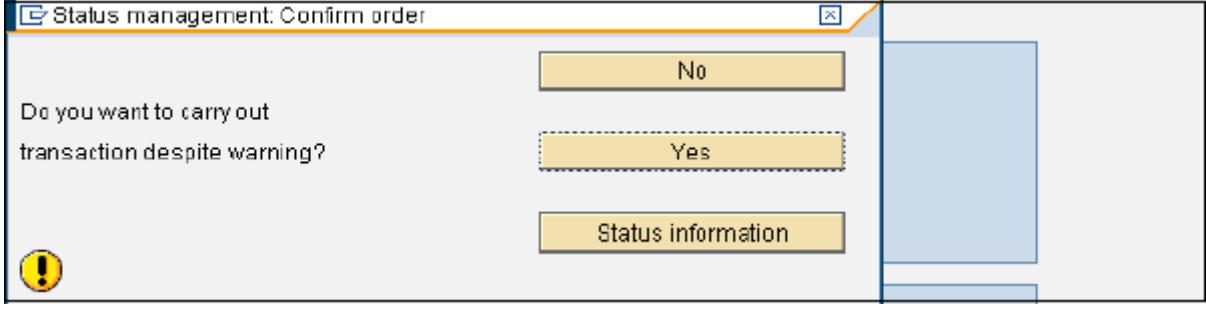 Status management: Confirm order
No
Do you want to carry out
transaction despite warning?
Yes
Status information